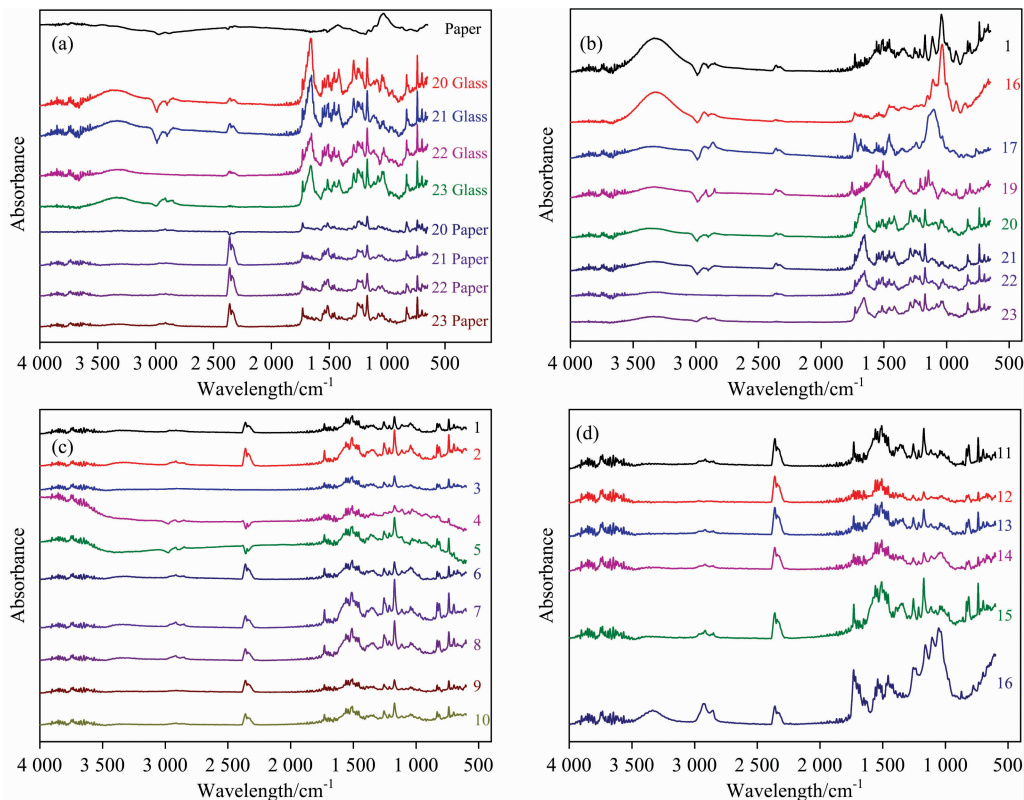 (a)
Paper
20 Glass
21 Glass
22 Glass
23 Glass
20 Paper
21 Paper
22 Paper
23 Paper
Absorbance
4 000 3 500 3 000 2 500 2 000 1 500 1 000 500
Wavelength/cm-1
(b)
1
16
17
19
20
21
22
23
Absorbance
4 000 3 500 3 000 2 500 2 000 1 500 1 000 500
Wavelength/cm-1
(c)
1
2
3
4
5
6
7
8
9
10
Absorbance
4 000 3 500 3 000 2 500 2 000 1 500 1 000 500
Wavelength/cm-1
(d)
11
12
13
14
15
16
Absorbance
4 000 3 500 3 000 2 500 2 000 1 500 1 000 500
Wavelength/cm-1